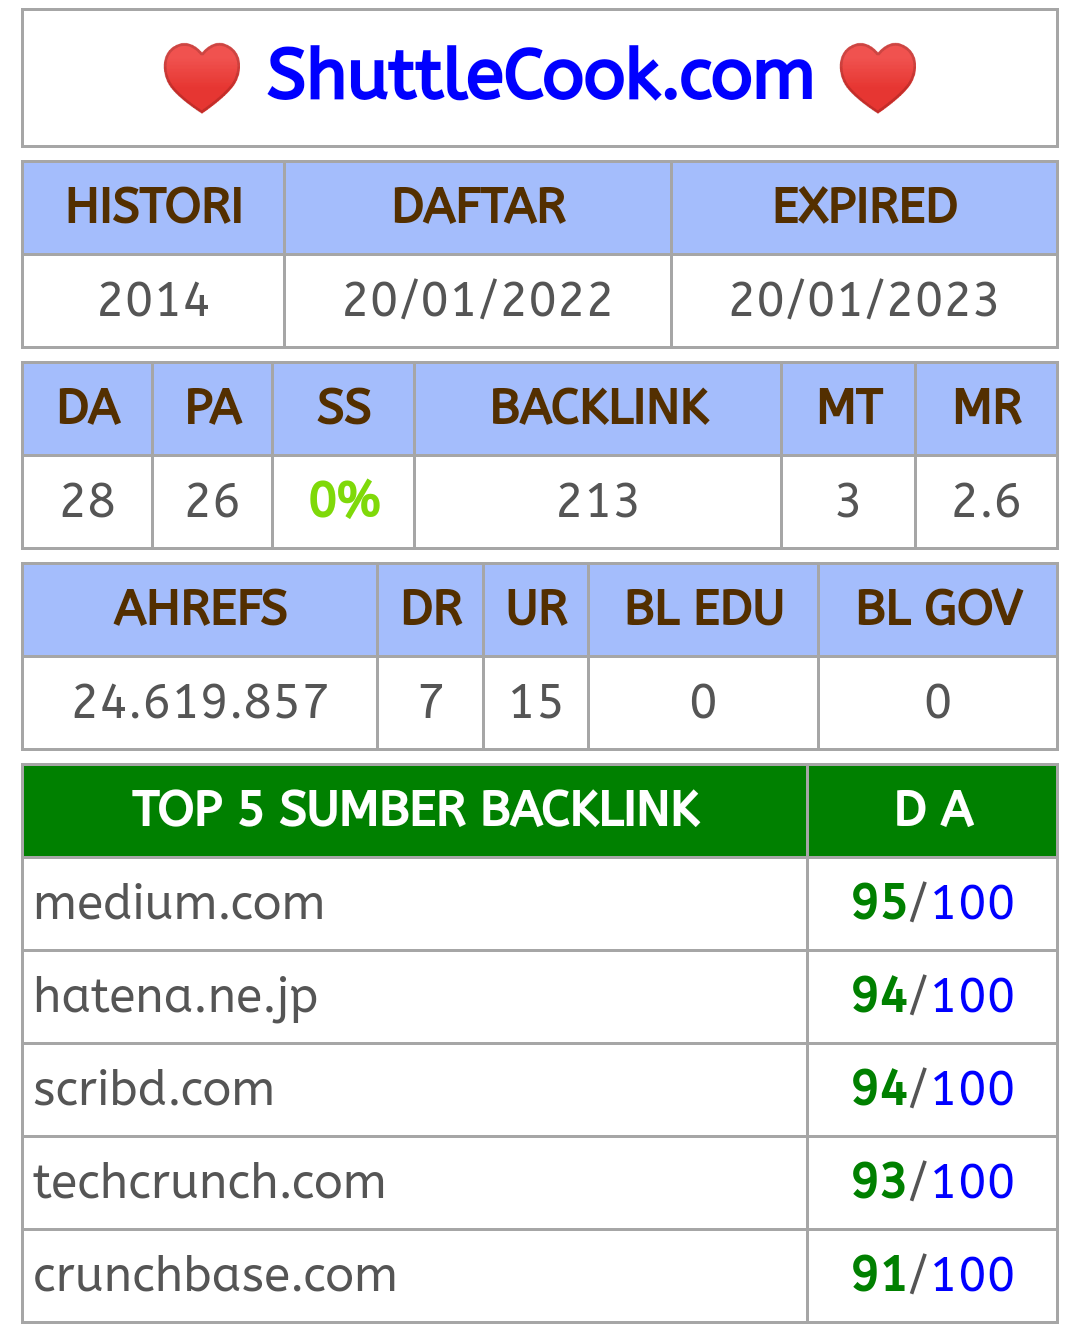 ShuttleCook.com
HISTORI DAFTAR EXPIRED
2014 20/01/2022 20/01/2023
DA PA SS BACKLINK MT MR
28 26 0% 213 3 2.6
AHREFS DR UR BL EDU BL GOV
24.619.857 7 15 0 0
TOP 5 SUMBER BACKLINK D A
medium.com 95/100
hatena.ne.jp 94/100
scribd.com 94/100
techcrunch.com 93/100
crunchbase.com 91/100